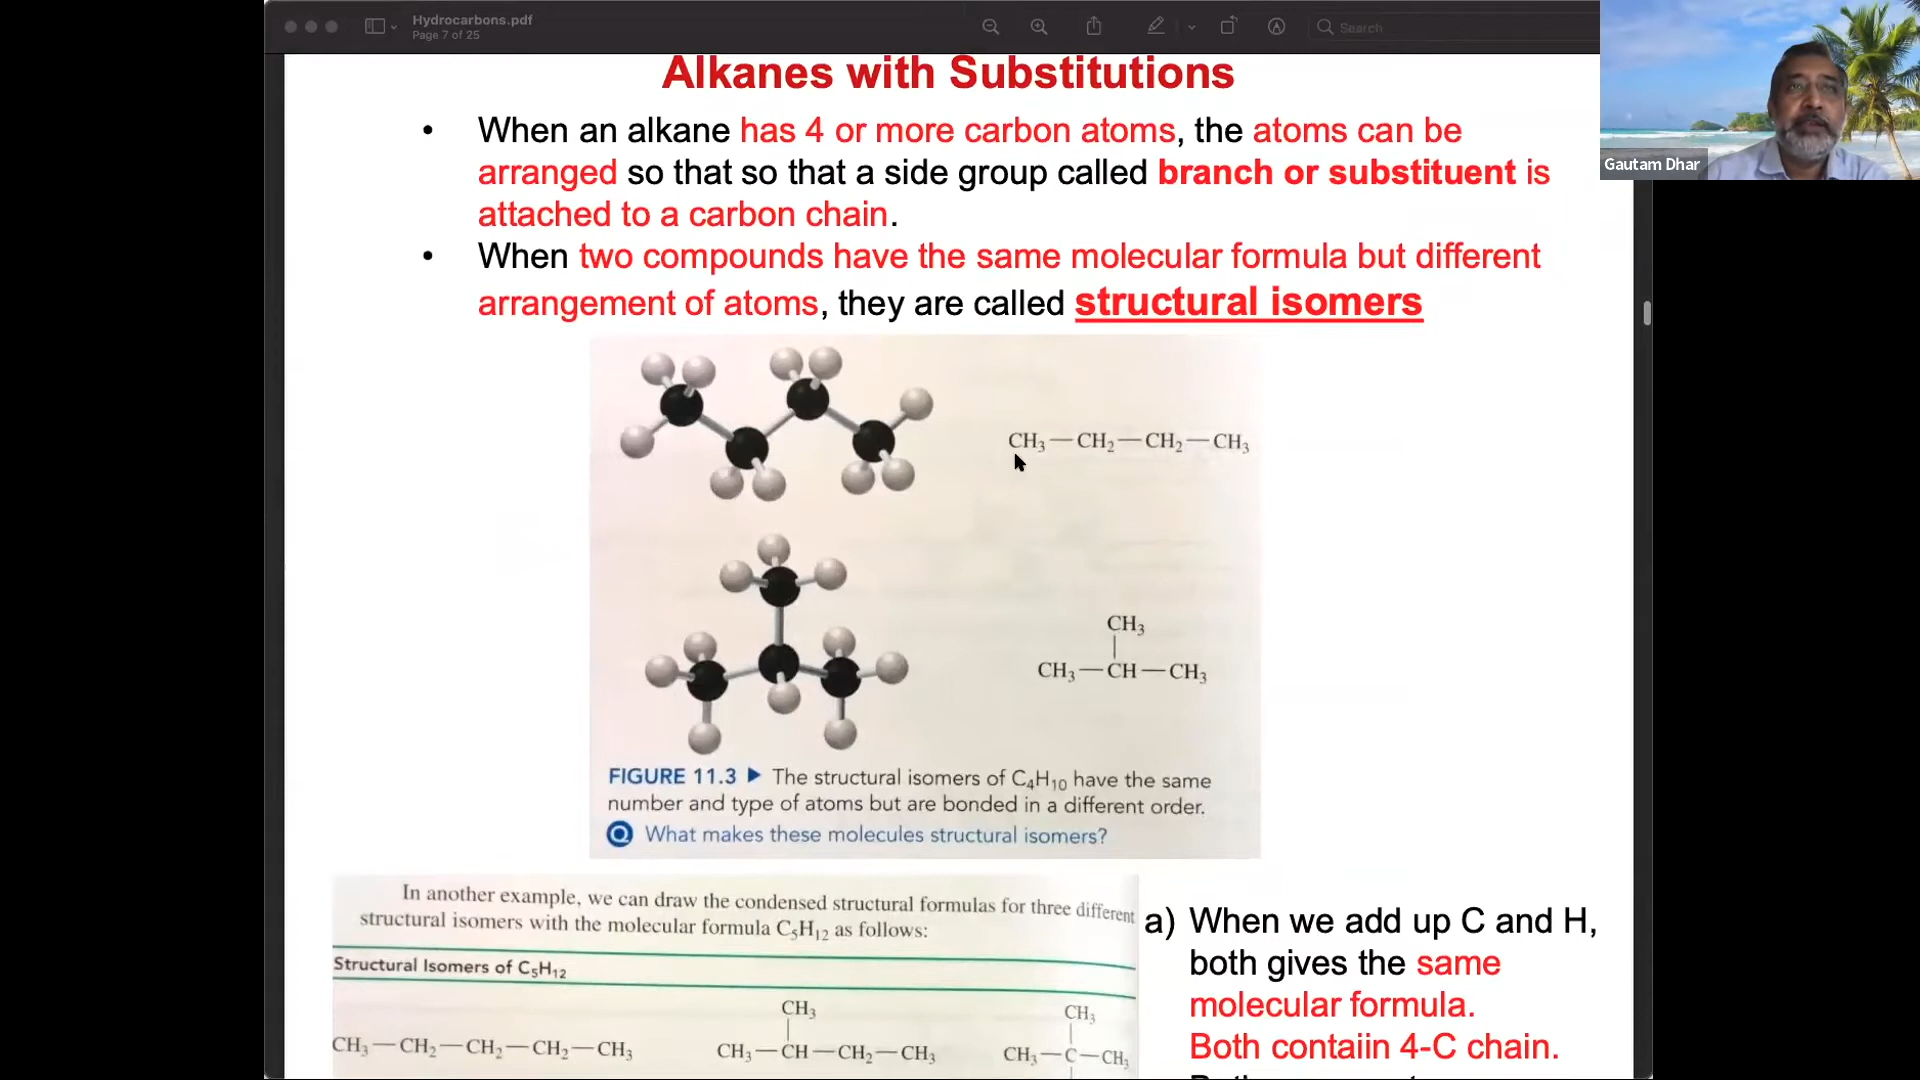 Hydrocarbons.pdf
Page 7 of 25
Search
Gautam Dhar
Alkanes with Substitutions
• When an alkane has 4 or more carbon atoms, the atoms can be
arranged so that so that a side group called branch or substituent is
attached to a carbon chain.
• When two compounds have the same molecular formula but different
arrangement of atoms, they are called structural isomers
CH₃—CH₂—CH₂—CH₃
CH₃
|
CH₃—CH—CH₃
FIGURE 11.3 ▶ The structural isomers of C₄H₁₀ have the same
number and type of atoms but are bonded in a different order.
Q What makes these molecules structural isomers?
In another example, we can draw the condensed structural formulas for three different
structural isomers with the molecular formula C₅H₁₂ as follows:
Structural Isomers of C₅H₁₂
CH₃—CH₂—CH₂—CH₂—CH₃
CH₃
|
CH₃—CH—CH₂—CH₃
CH₃
|
CH₃—C—CH₃
a) When we add up C and H,
both gives the same
molecular formula.
Both contaiin 4-C chain.